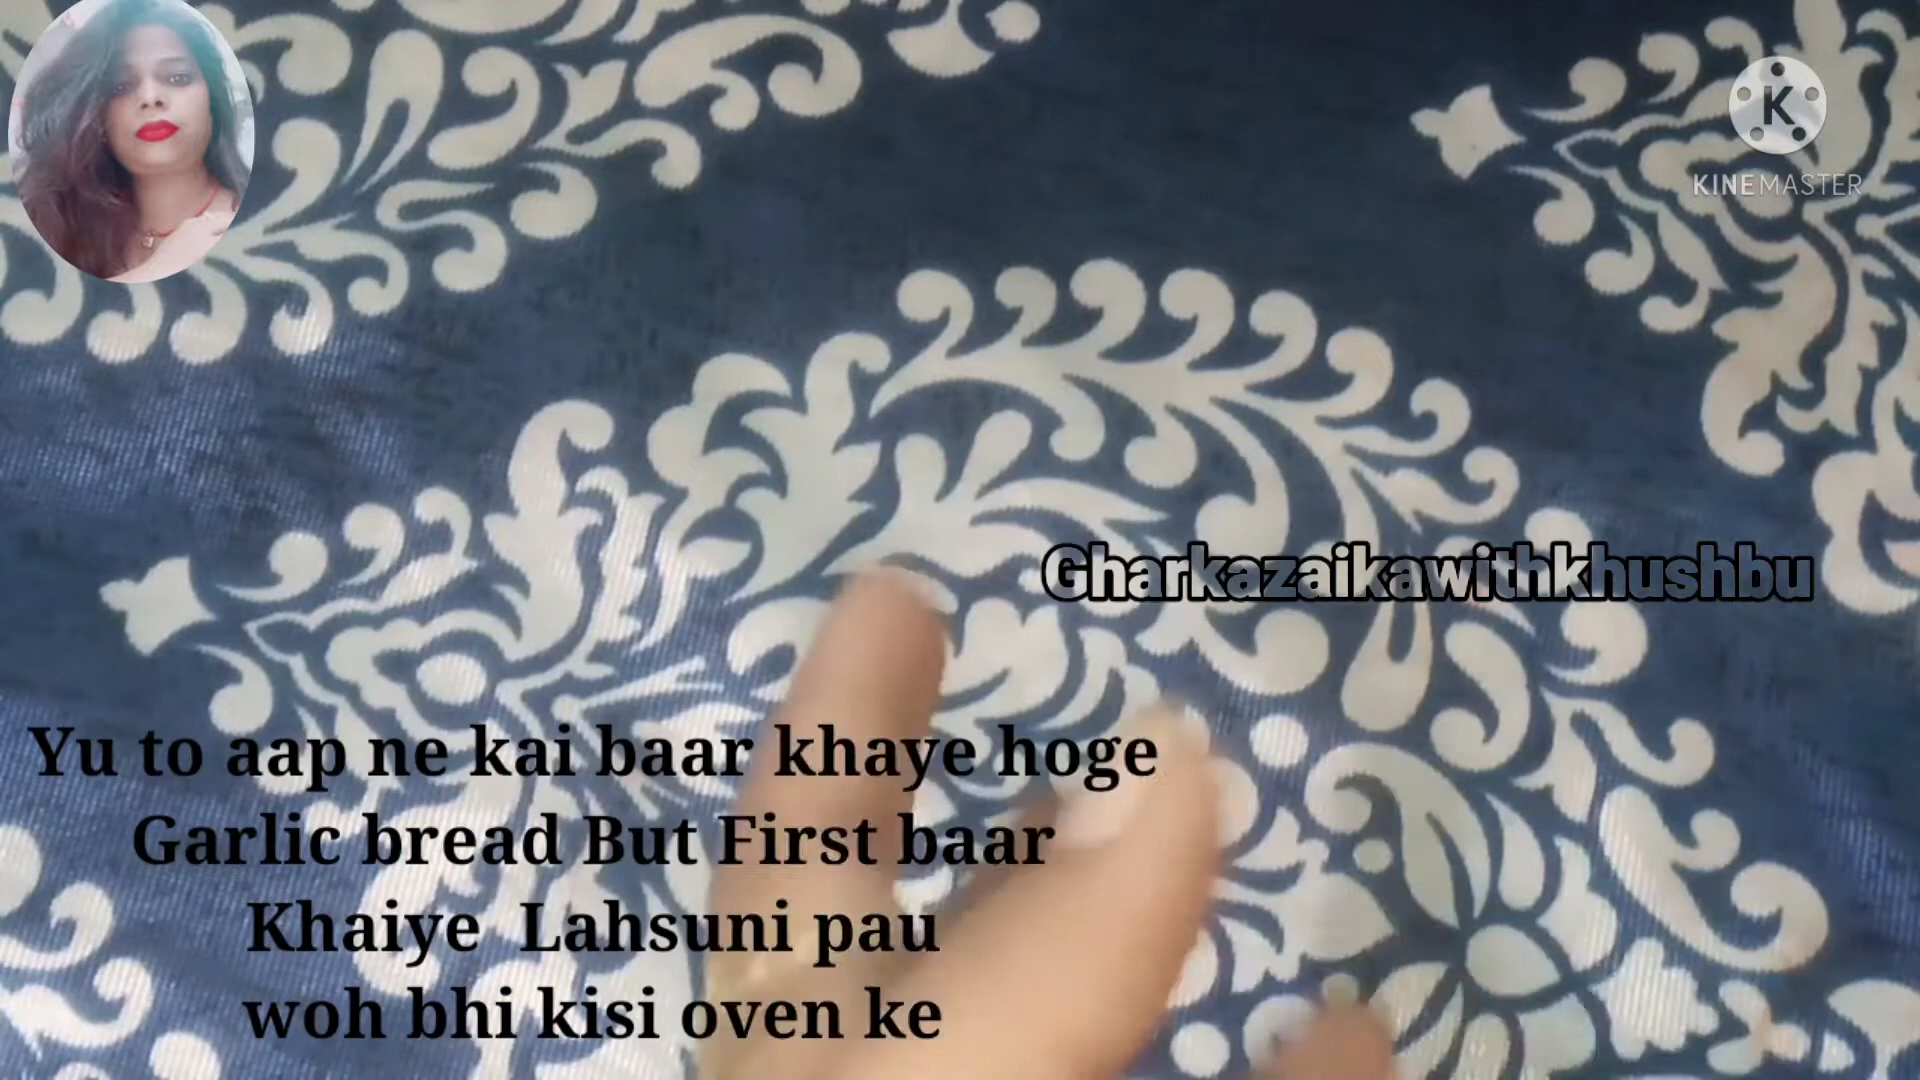 K
KINEMASTER
Gharkazaikawithkhushbu
Yu to aap ne kai baar khaye hoge
Garlic bread But First baar
Khaiye Lahsuni pau
woh bhi kisi oven ke